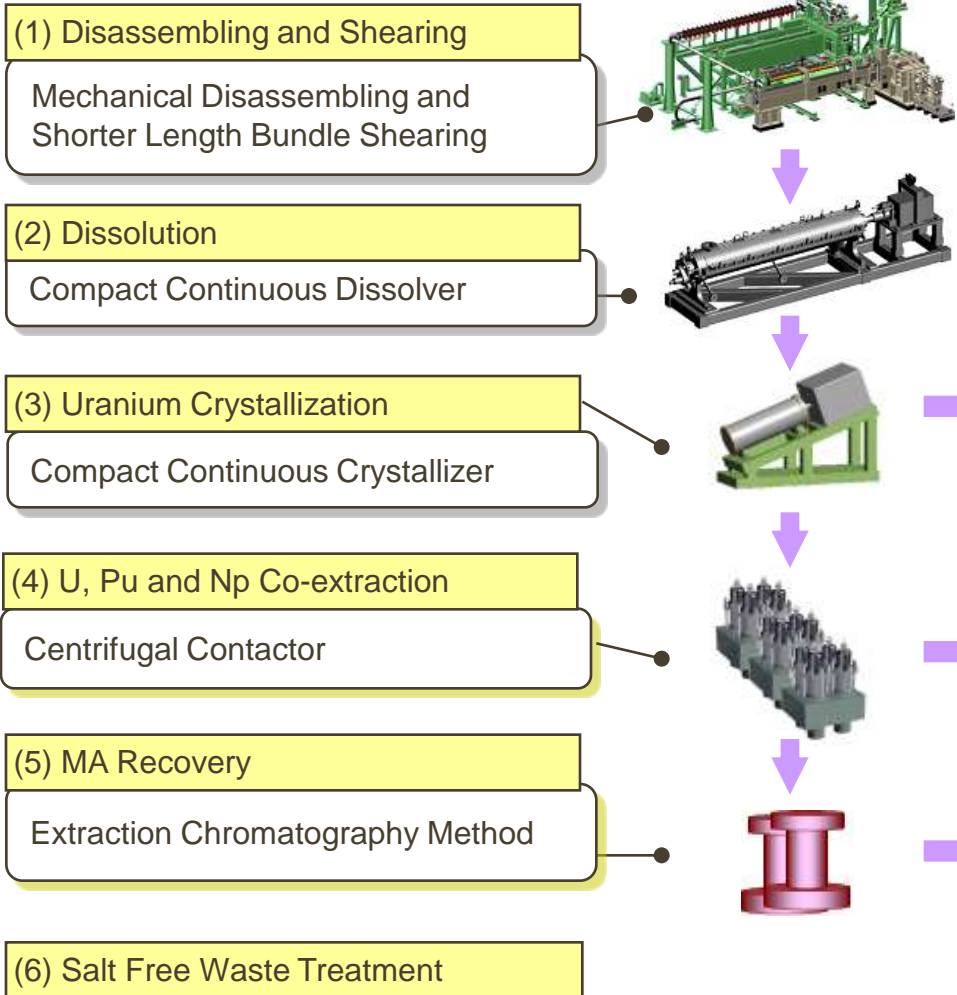 (1) Disassembling and Shearing
Mechanical Disassembling and
Shorter Length Bundle Shearing
(2) Dissolution
Compact Continuous Dissolver
(3) Uranium Crystallization
Compact Continuous Crystallizer
(4) U, Pu and Np Co-extraction
Centrifugal Contactor
(5) MA Recovery
Extraction Chromatography Method
(6) Salt Free Waste Treatment